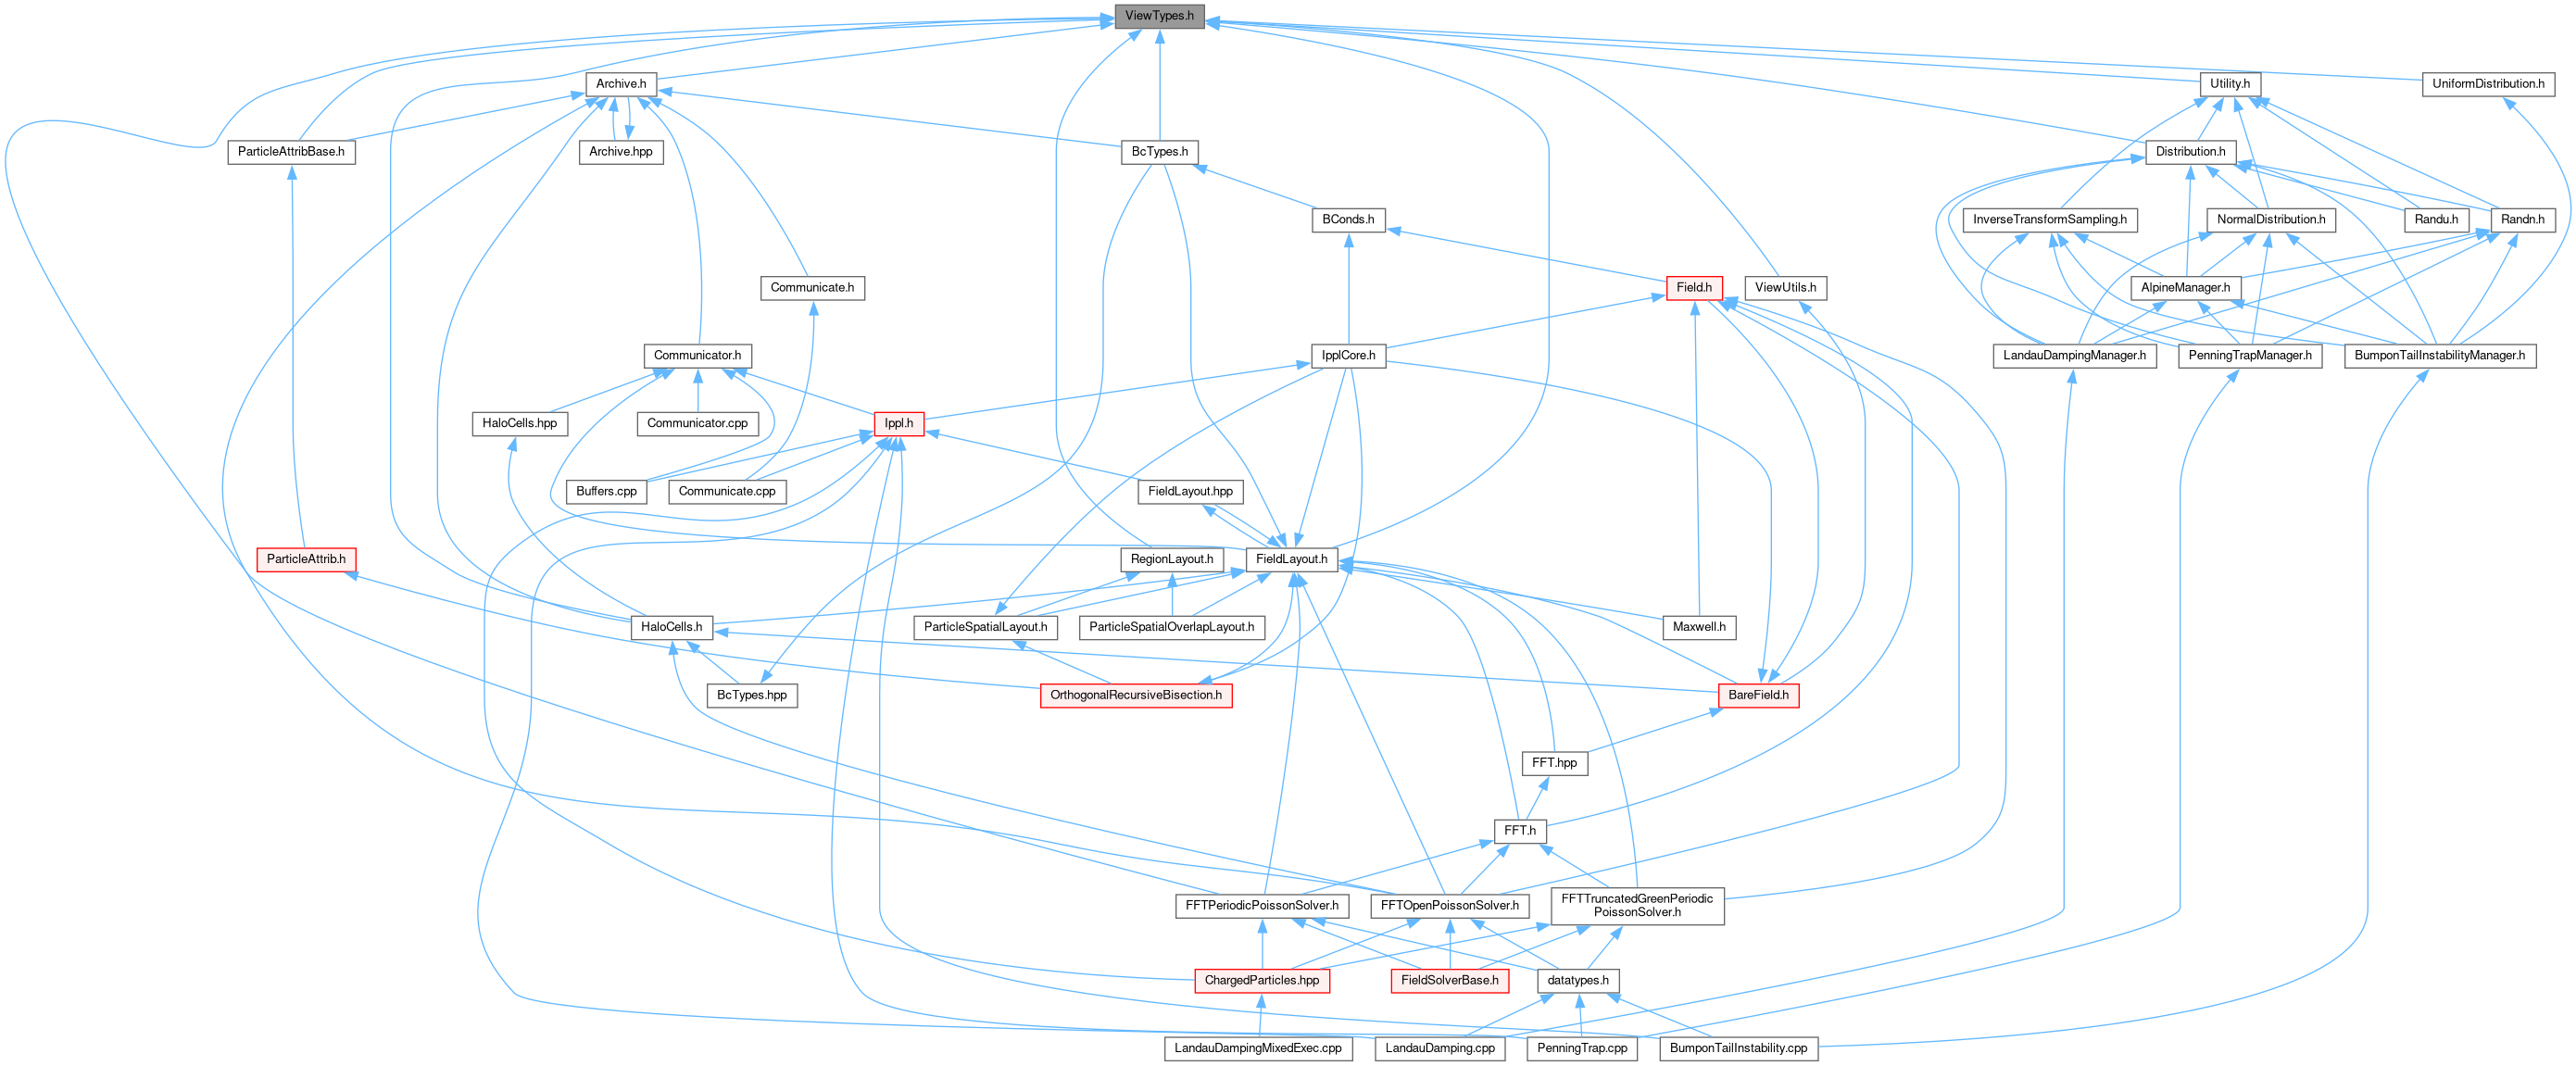 ViewTypes.h
Archive.h
Utility.h
UniformDistribution.h
ParticleAttribBase.h
Archive.hpp
BcTypes.h
Distribution.h
BConds.h
InverseTransformSampling.h
NormalDistribution.h
Randu.h
Randn.h
Communicate.h
Field.h
ViewUtils.h
AlpineManager.h
Communicator.h
IpplCore.h
LandauDampingManager.h
PenningTrapManager.h
BumponTailInstabilityManager.h
HaloCells.hpp
Communicator.cpp
Ippl.h
Buffers.cpp
Communicate.cpp
FieldLayout.hpp
ParticleAttrib.h
RegionLayout.h
FieldLayout.h
HaloCells.h
ParticleSpatialLayout.h
ParticleSpatialOverlapLayout.h
Maxwell.h
BcTypes.hpp
OrthogonalRecursiveBisection.h
BareField.h
FFT.hpp
FFT.h
FFTPeriodicPoissonSolver.h
FFTOpenPoissonSolver.h
FFTTruncatedGreenPeriodic
PoissonSolver.h
ChargedParticles.hpp
FieldSolverBase.h
datatypes.h
LandauDampingMixedExec.cpp
LandauDamping.cpp
PenningTrap.cpp
BumponTailInstability.cpp